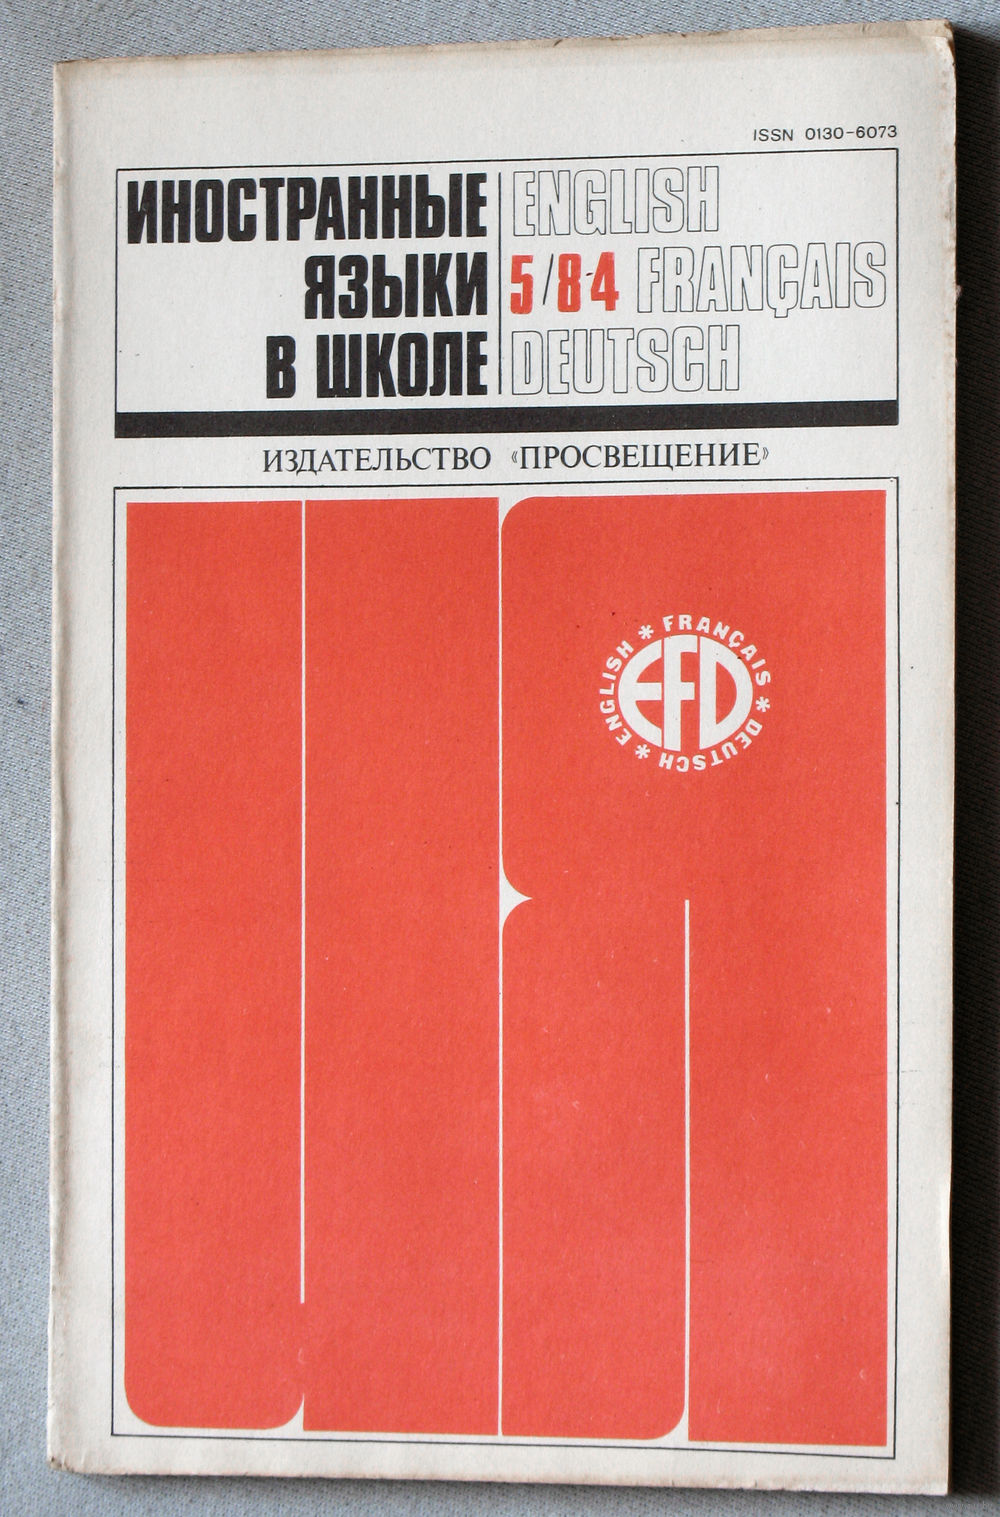 ISSN 0130-6073
ИНОСТРАННЫЕ
ЯЗЫКИ
В ШКОЛЕ
ENGLISH
5/84 FRANÇAIS
DEUTSCH
ИЗДАТЕЛЬСТВО «ПРОСВЕЩЕНИЕ»
ИЯ
ENGLISH * FRANÇAIS * DEUTSCH *
EFD